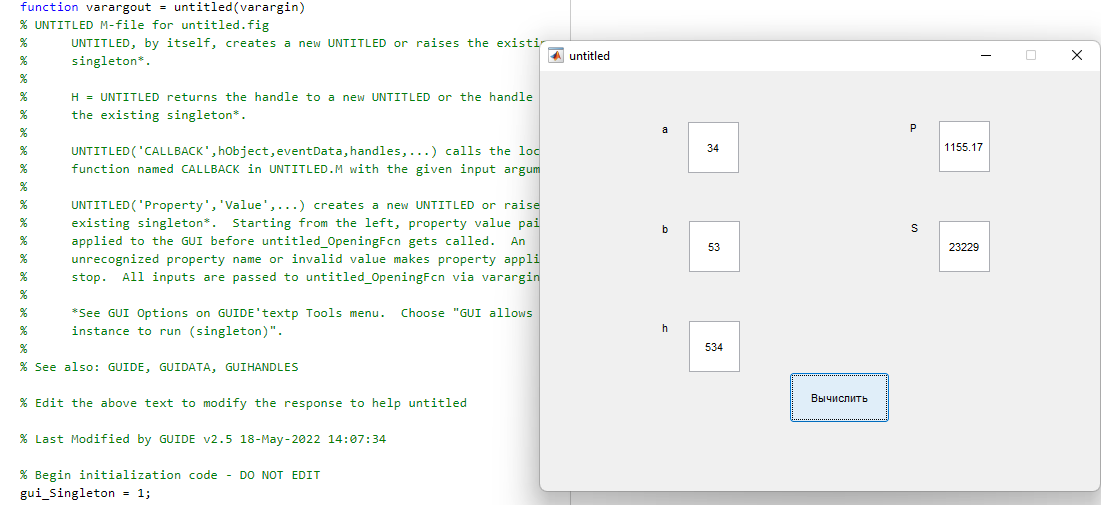 function varargout = untitled(varargin)
% UNTITLED M-file for untitled.fig
%      UNTITLED, by itself, creates a new UNTITLED or raises the existin
%      singleton*.
%
%      H = UNTITLED returns the handle to a new UNTITLED or the handle
%      the existing singleton*.
%
%      UNTITLED('CALLBACK',hObject,eventData,handles,...) calls the loc
%      function named CALLBACK in UNTITLED.M with the given input argum
%
%      UNTITLED('Property','Value',...) creates a new UNTITLED or raise
%      existing singleton*.  Starting from the left, property value pai
%      applied to the GUI before untitled_OpeningFcn gets called.  An
%      unrecognized property name or invalid value makes property appli
%      stop.  All inputs are passed to untitled_OpeningFcn via varargin
%
%      *See GUI Options on GUIDE'textp Tools menu.  Choose "GUI allows
%      instance to run (singleton)".
%
% See also: GUIDE, GUIDATA, GUIHANDLES
% Edit the above text to modify the response to help untitled
% Last Modified by GUIDE v2.5 18-May-2022 14:07:34
% Begin initialization code - DO NOT EDIT
gui_Singleton = 1;
untitled
a 34
P 1155.17
b 53
S 23229
h 534
Вычислить